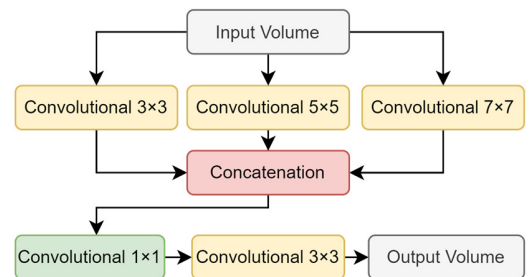 Input Volume
Convolutional 3×3
Convolutional 5×5
Convolutional 7×7
Concatenation
Convolutional 1×1
Convolutional 3×3
Output Volume